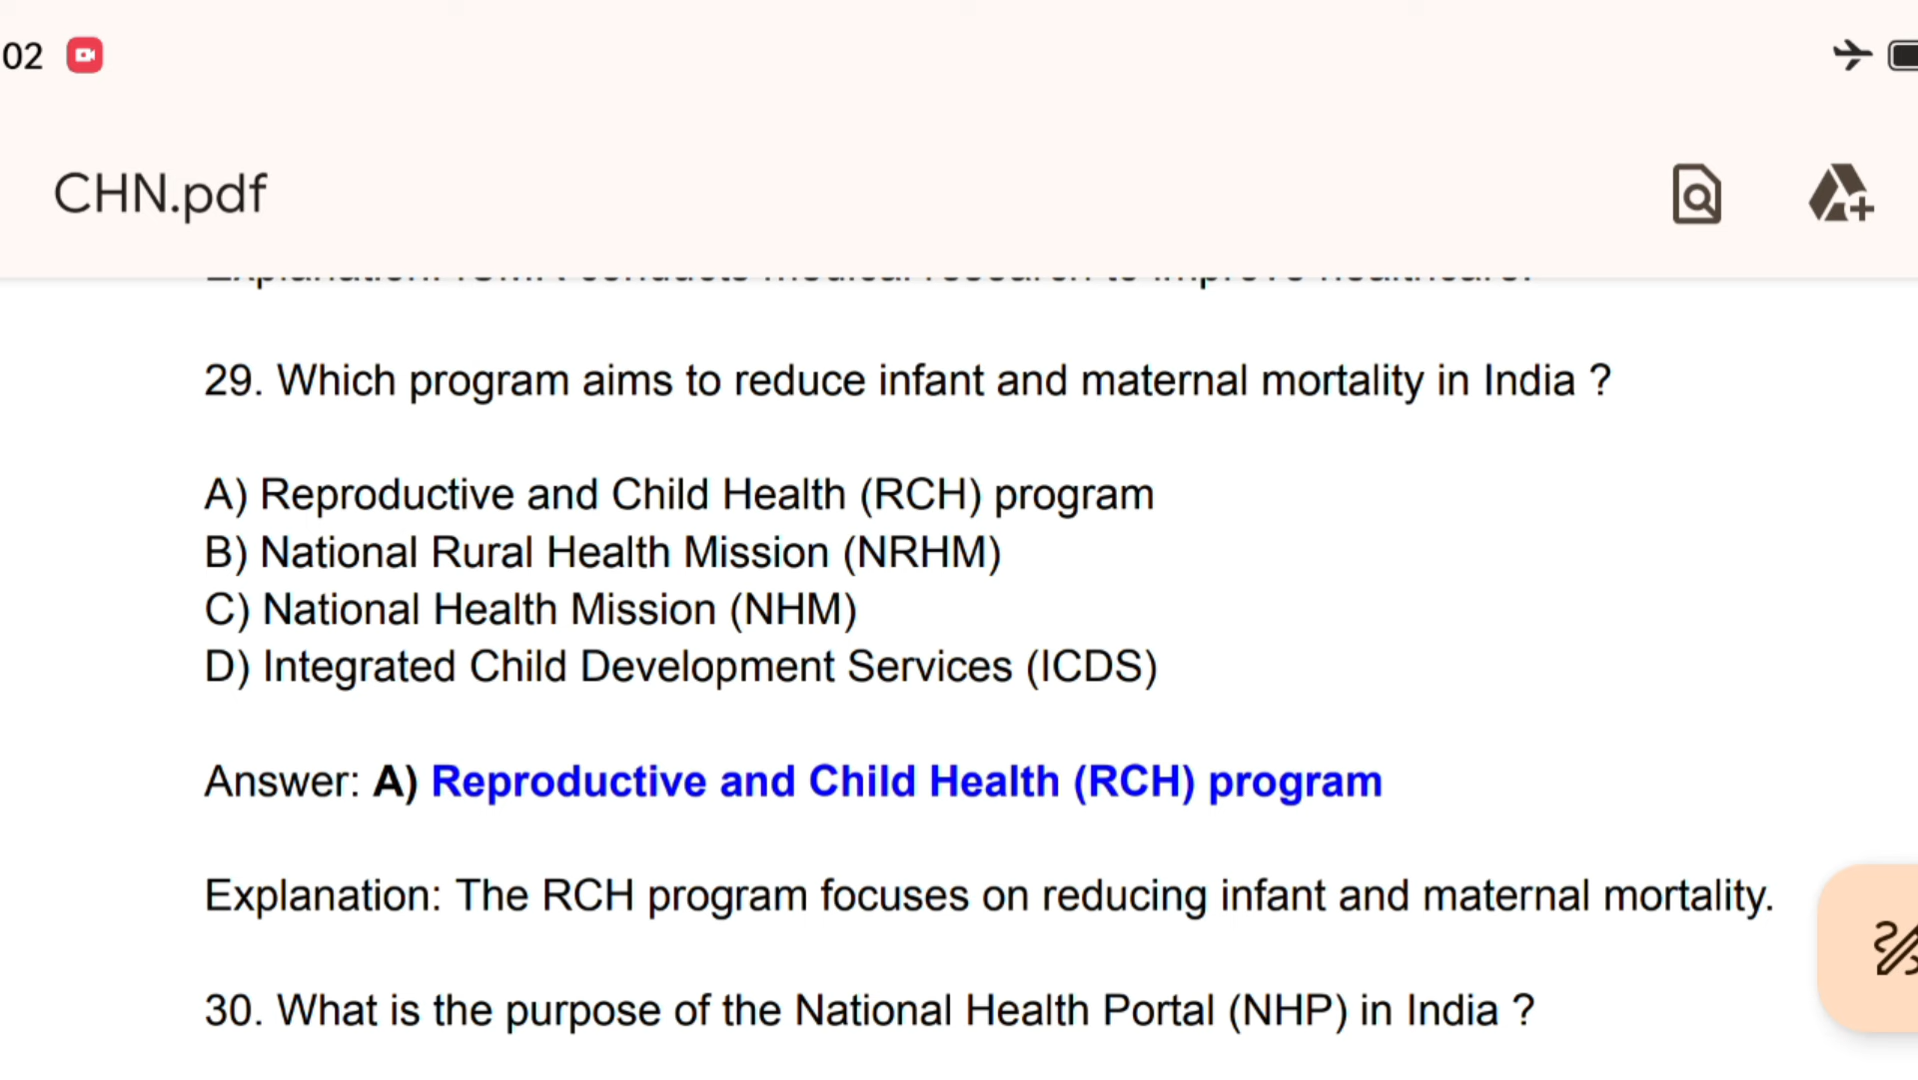 02
CHN.pdf
29. Which program aims to reduce infant and maternal mortality in India ?
A) Reproductive and Child Health (RCH) program
B) National Rural Health Mission (NRHM)
C) National Health Mission (NHM)
D) Integrated Child Development Services (ICDS)
Answer: A) Reproductive and Child Health (RCH) program
Explanation: The RCH program focuses on reducing infant and maternal mortality.
30. What is the purpose of the National Health Portal (NHP) in India ?